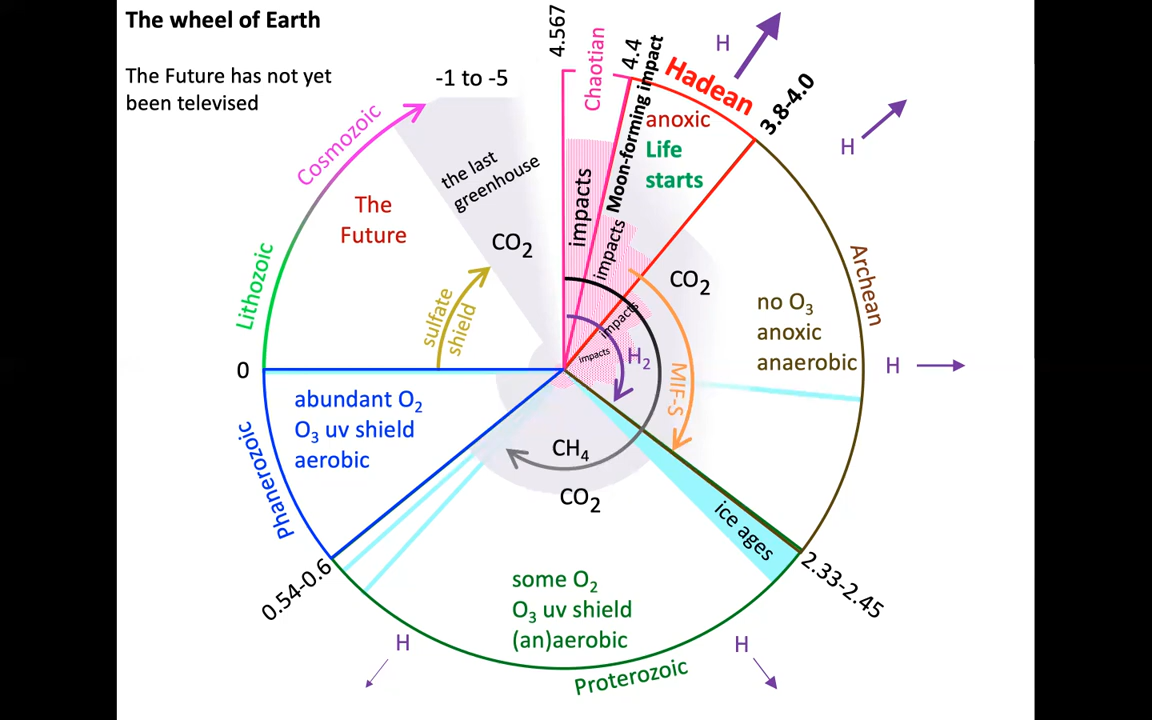 The wheel of Earth
The Future has not yet
been televised
-1 to -5
4.567
Chaotian
4.4
Moon-forming impact
Hadean
3.8-4.0
H
H
Cosmozoic
the last
greenhouse
The
Future
CO2
impacts
impacts
impacts
impacts
anoxic
Life
starts
CO2
Archean
no O3
anoxic
anaerobic
H
Lithozoic
sulfate
shield
H2
MIF-S
0
abundant O2
O3 uv shield
aerobic
Phanerozoic
CH4
CO2
ice ages
0.54-0.6
2.33-2.45
some O2
O3 uv shield
(an)aerobic
H
H
Proterozoic